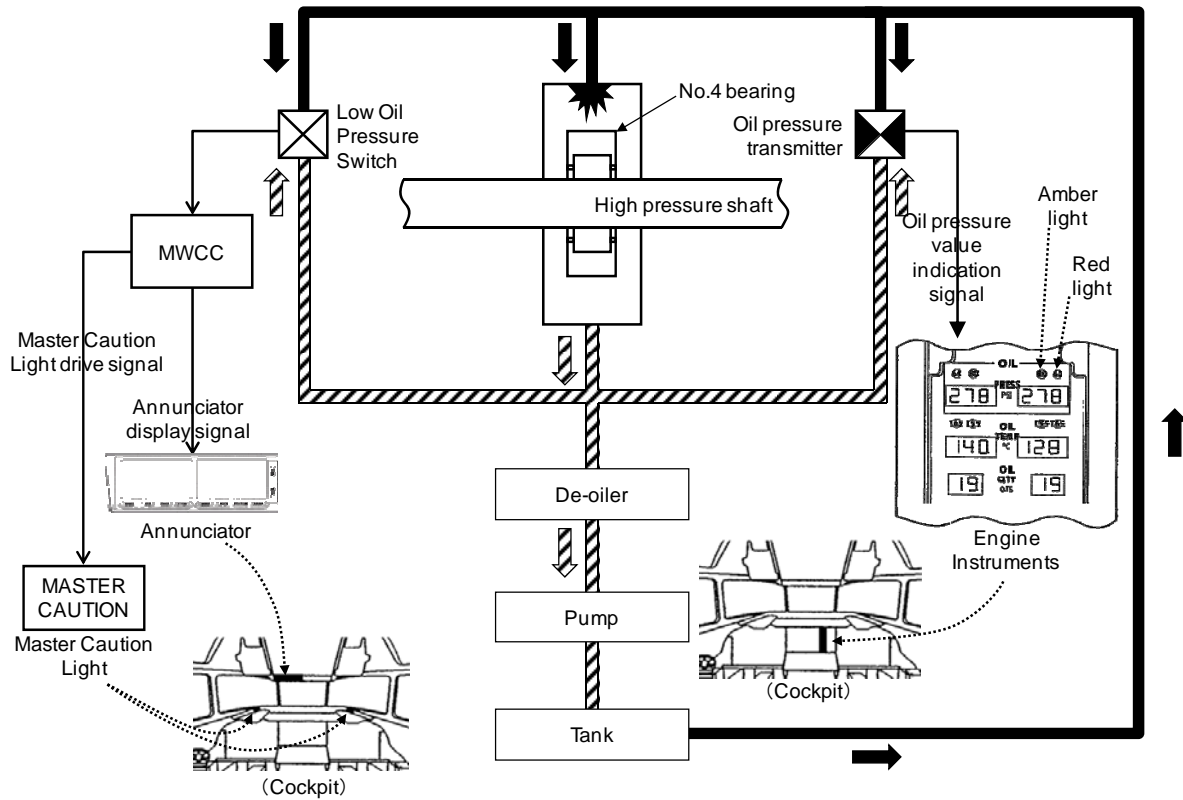 No.4 bearing
Low Oil
Pressure
Switch
Oil pressure
transmitter
High pressure shaft
Amber
light
Oil pressure
value
indication
signal
Red
light
MWCC
Master Caution
Light drive signal
Annunciator
display signal
OIL
PRESS
PSI
278
278
OIL
TEMP
°C
140
128
OIL
QTY
QTS
19
19
De-oiler
Annunciator
Engine
Instruments
MASTER
CAUTION
Pump
Master Caution
Light
(Cockpit)
Tank
(Cockpit)